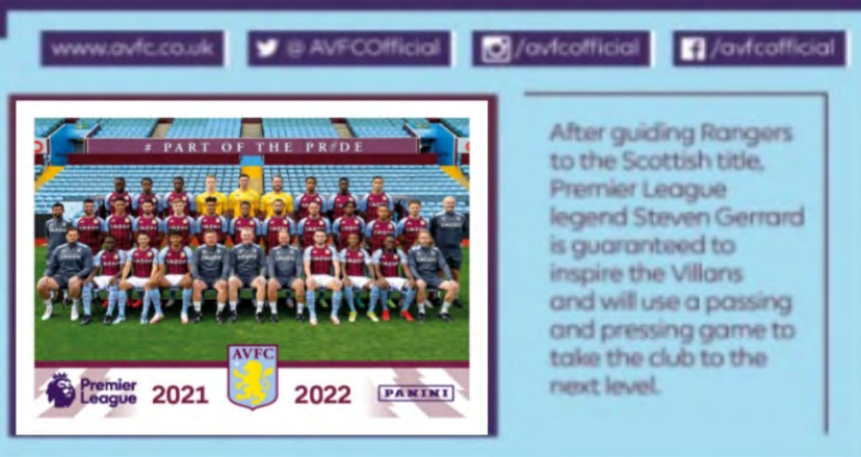 www.avfc.co.uk
@AVFCOfficial
/avfcofficial
/avfcofficial
# PART OF THE PRIDE
AVFC
Premier
League
2021
2022
PANINI
After guiding Rangers
to the Scottish title,
Premier League
legend Steven Gerrard
is guaranteed to
inspire the Villans
and will use a passing
and pressing game to
take the club to the
next level.